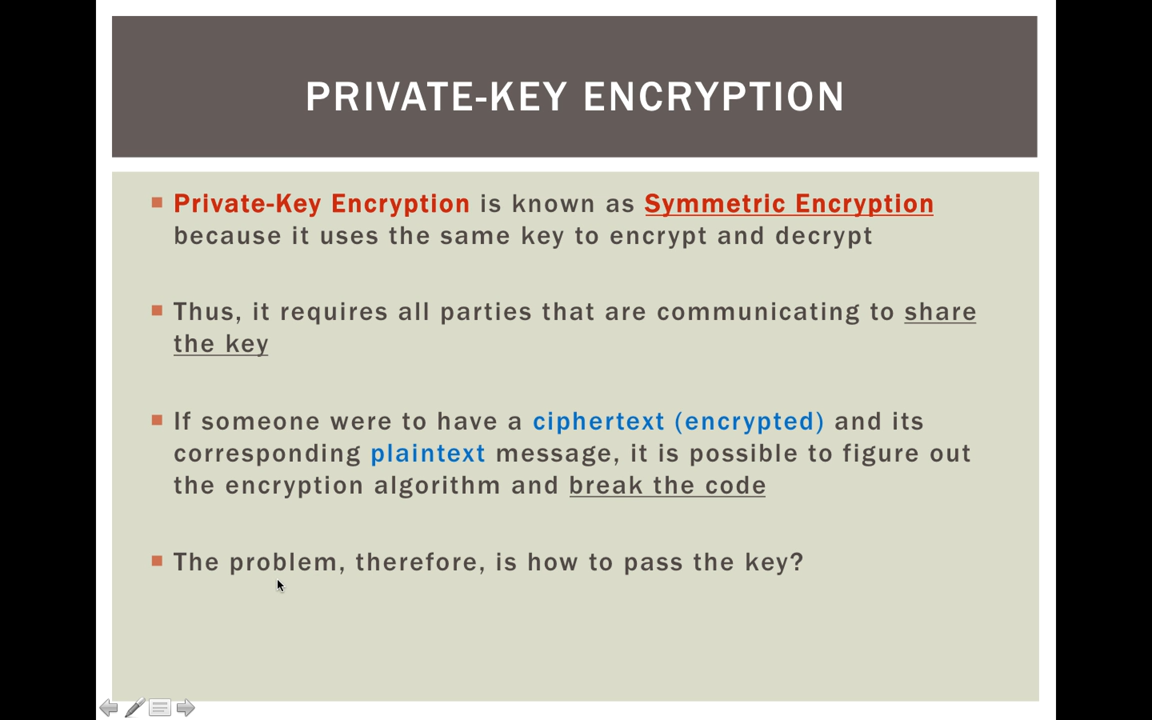 PRIVATE-KEY ENCRYPTION
Private-Key Encryption is known as Symmetric Encryption
because it uses the same key to encrypt and decrypt
Thus, it requires all parties that are communicating to share
the key
If someone were to have a ciphertext (encrypted) and its
corresponding plaintext message, it is possible to figure out
the encryption algorithm and break the code
The problem, therefore, is how to pass the key?